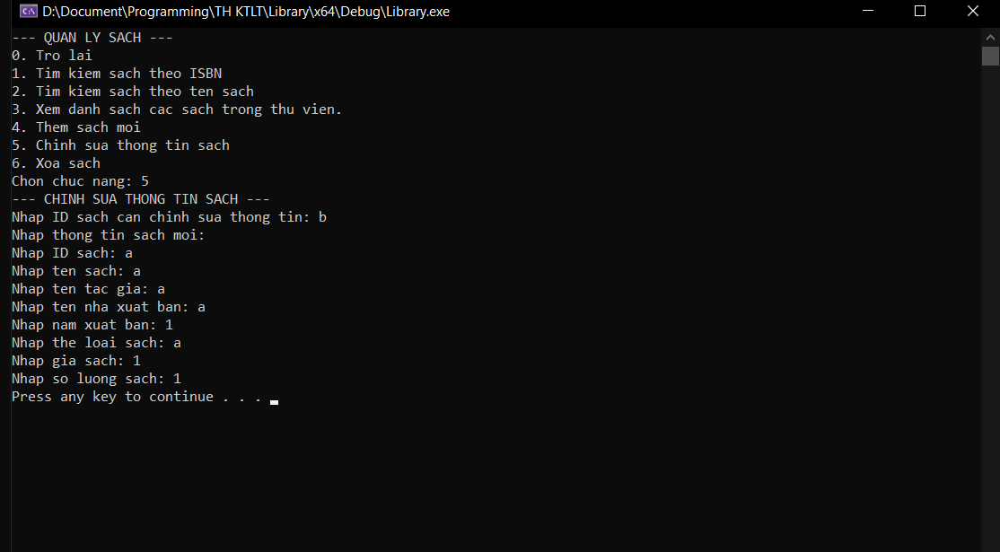 D:\Document\Programming\TH KTLT\Library\x64\Debug\Library.exe
--- QUAN LY SACH ---
0. Tro lai
1. Tim kiem sach theo ISBN
2. Tim kiem sach theo ten sach
3. Xem danh sach cac sach trong thu vien.
4. Them sach moi
5. Chinh sua thong tin sach
6. Xoa sach
Chon chuc nang: 5
--- CHINH SUA THONG TIN SACH ---
Nhap ID sach can chinh sua thong tin: b
Nhap thong tin sach moi:
Nhap ID sach: a
Nhap ten sach: a
Nhap ten tac gia: a
Nhap ten nha xuat ban: a
Nhap nam xuat ban: 1
Nhap the loai sach: a
Nhap gia sach: 1
Nhap so luong sach: 1
Press any key to continue . . .